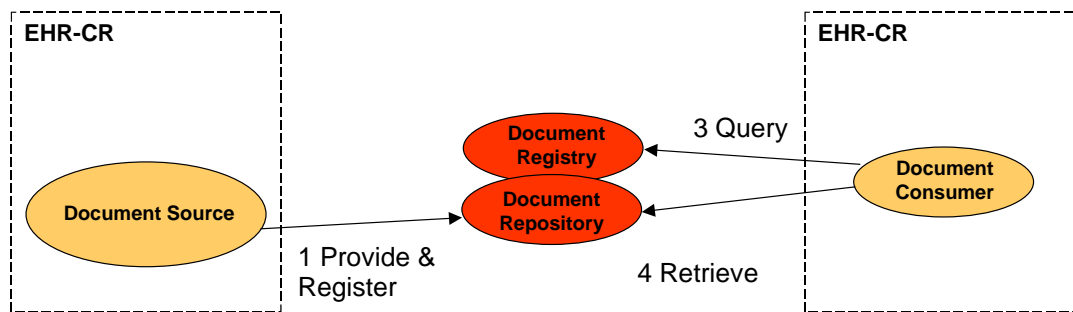 EHR-CR
EHR-CR
Document
Registry
3 Query
Document
Consumer
Document Source
Document
Repository
1 Provide &
Register
4 Retrieve